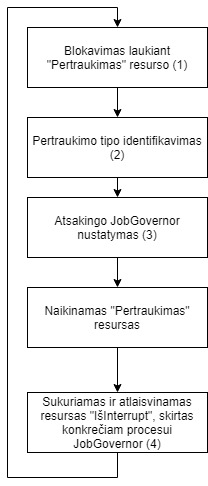 Blokavimas laukiant
"Pertraukimas" resurso (1)
Pertraukimo tipo identifikavimas
(2)
Atsakingo JobGovernor
nustatymas (3)
Naikinamas "Pertraukimas"
resursas
Sukuriamas ir atlaisvinamas
resursas "IšInterrupt", skirtas
konkrečiam procesui
JobGovernor (4)